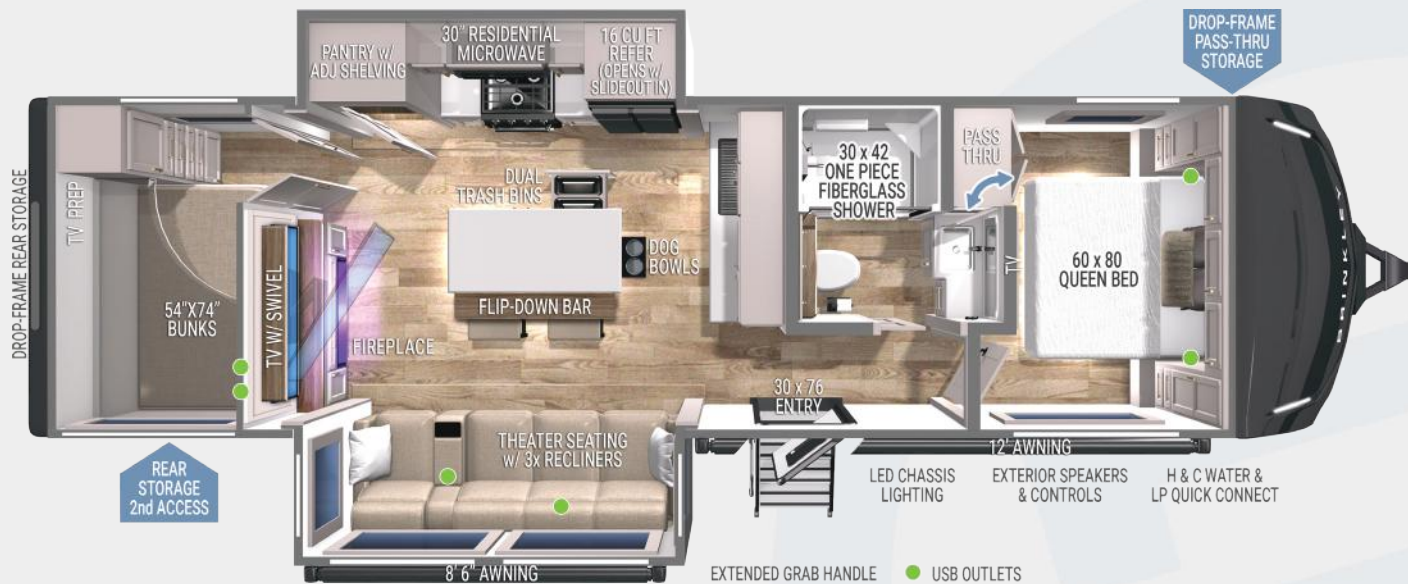 DROP-FRAME
PASS-THRU
STORAGE
30" RESIDENTIAL
MICROWAVE
16 CU FT
REFER
(OPENS w/
SLIDEOUT IN)
PANTRY w/
ADJ SHELVING
DROP-FRAME REAR STORAGE
TV PREP
54"X74"
BUNKS
TV W/ SWIVEL
FIREPLACE
DUAL
TRASH BINS
DOG
BOWLS
FLIP-DOWN BAR
30 x 42
ONE PIECE
FIBERGLASS
SHOWER
PASS
THRU
TV
60 x 80
QUEEN BED
BRINKLEY
30 x 76
ENTRY
THEATER SEATING
w/ 3x RECLINERS
12' AWNING
REAR
STORAGE
2nd ACCESS
LED CHASSIS
LIGHTING
EXTERIOR SPEAKERS
& CONTROLS
H & C WATER &
LP QUICK CONNECT
8' 6" AWNING
EXTENDED GRAB HANDLE
USB OUTLETS